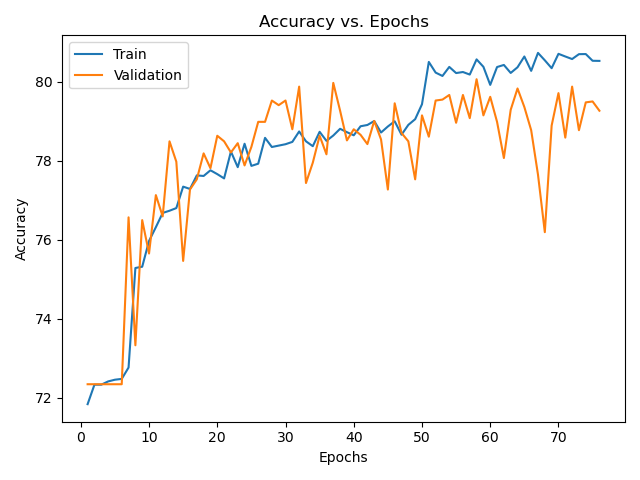 Accuracy vs. Epochs
Train
Validation
80
78
76
74
72
Accuracy
0 10 20 30 40 50 60 70
Epochs